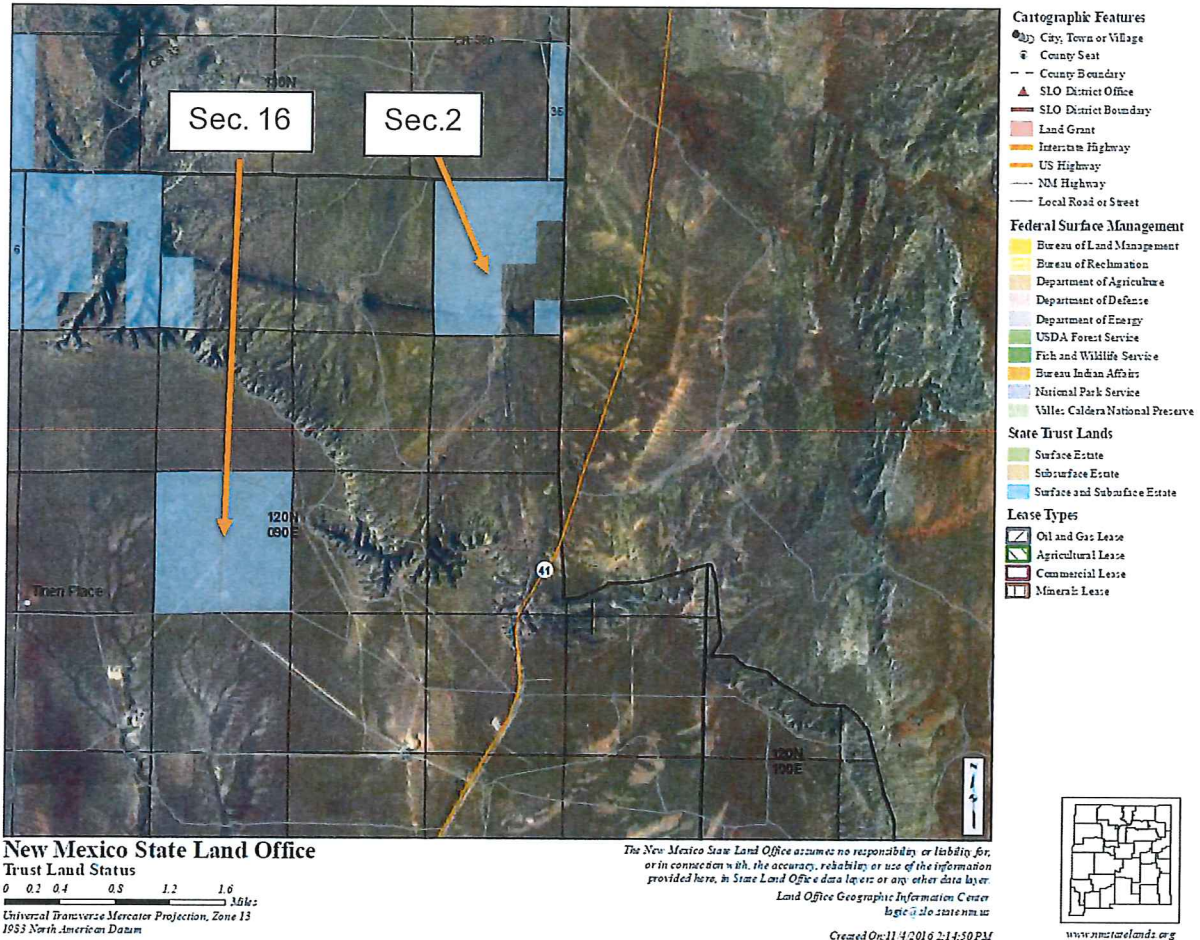 CR 55a
36
Sec. 16
Sec.2
6
120N
090E
41
Then Place
120N
100E
N
Cartographic Features
City, Town or Village
County Seat
County Boundary
SLO District Office
SLO District Boundary
Land Grant
Interstate Highway
US Highway
NM Highway
Local Road or Street
Federal Surface Management
Bureau of Land Management
Bureau of Reclamation
Department of Agriculture
Department of Defense
Department of Energy
USDA Forest Service
Fish and Wildlife Service
Bureau Indian Affairs
National Park Service
Valles Caldera National Preserve
State Trust Lands
Surface Estate
Subsurface Estate
Surface and Subsurface Estate
Lease Types
Oil and Gas Lease
Agricultural Lease
Commercial Lease
Minerals Lease
New Mexico State Land Office
Trust Land Status
0 0.2 0.4 0.8 1.2 1.6
Miles
Universal Transverse Mercator Projection, Zone 13
1983 North American Datum
The New Mexico State Land Office assumes no responsibility or liability for,
or in connection with, the accuracy, reliability or use of the information
provided here, in State Land Office data layers or any other data layer.
Land Office Geographic Information Center
logic@slo.state.nm.us
Created On:11/4/2016 2:14:50 PM
www.nmstatelands.org